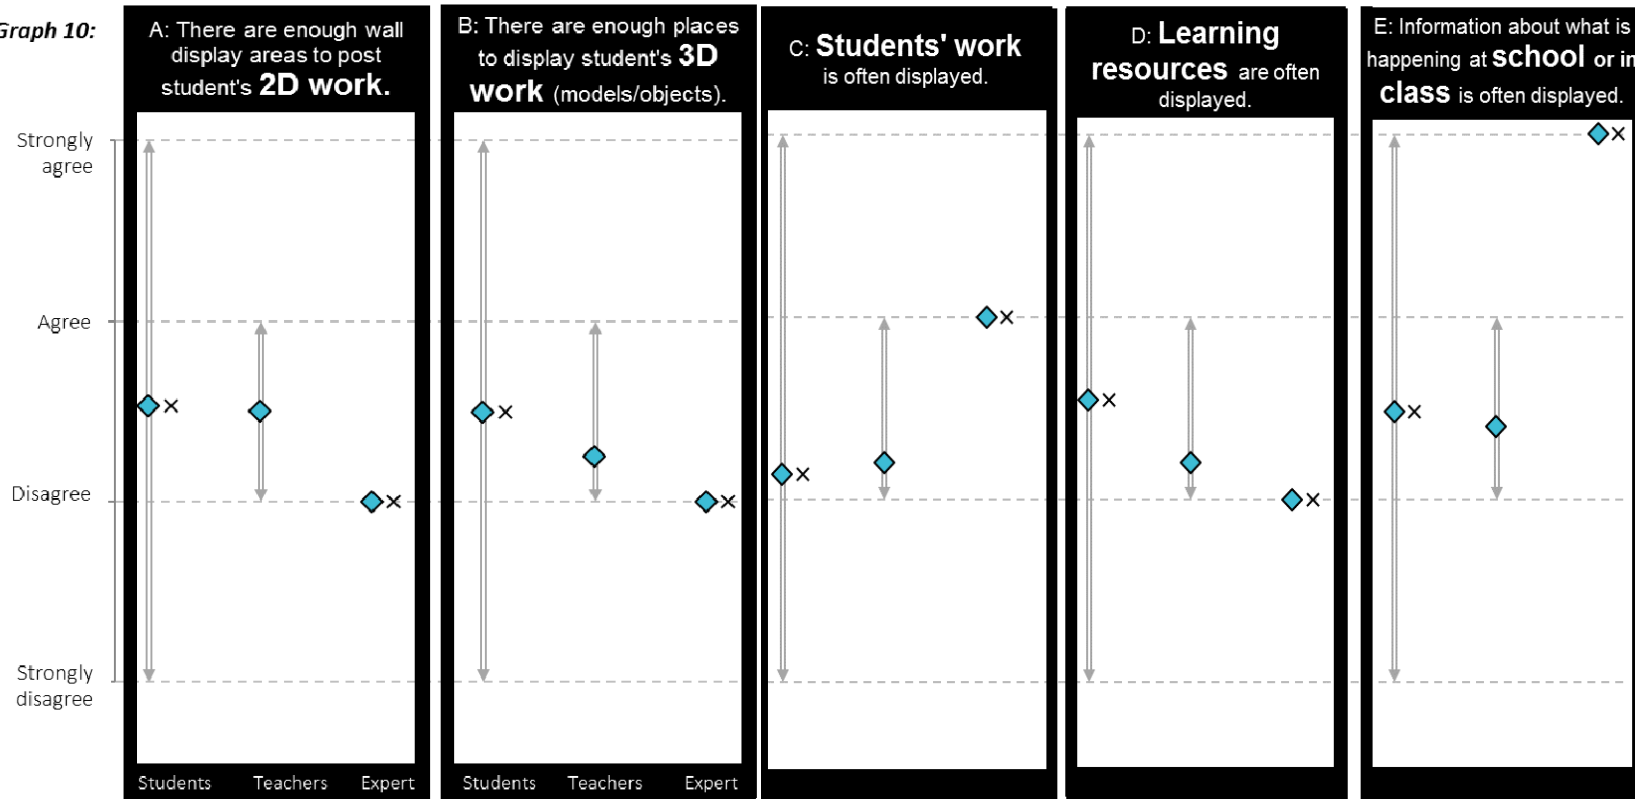 Graph 10:
A: There are enough wall
display areas to post
student's 2D work.
B: There are enough places
to display student's 3D
work (models/objects).
C: Students' work
is often displayed.
D: Learning
resources are often
displayed.
E: Information about what is
happening at school or in
class is often displayed.
Strongly
agree
Agree
Disagree
Strongly
disagree
Students Teachers Expert
Students Teachers Expert